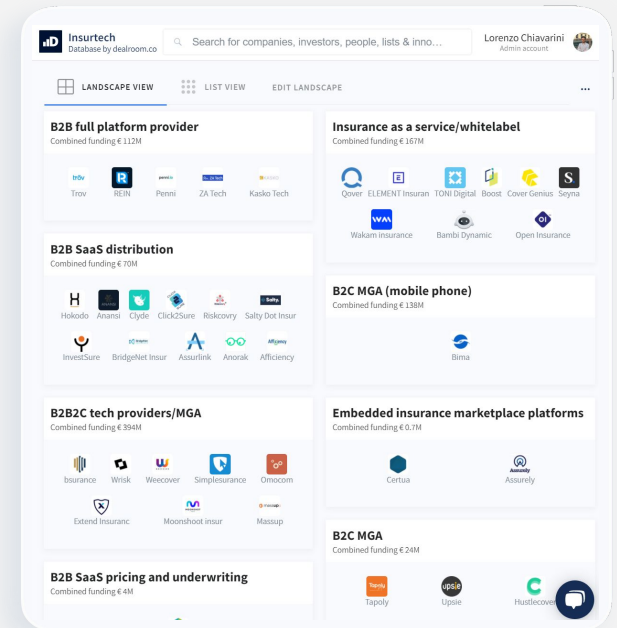 Insurtech
Database by dealroom.co
Search for companies, investors, people, lists & inno...
Lorenzo Chiavarini
Admin account
LANDSCAPE VIEW
LIST VIEW
EDIT LANDSCAPE
...
B2B full platform provider
Combined funding € 112M
trōv
Trov
REIN
Penni
ZA Tech
Kasko Tech
Insurance as a service/whitelabel
Combined funding € 167M
Qover
ELEMENT Insuran
TONI Digital
Boost
Cover Genius
Seyna
Wakam insurance
Bambi Dynamic
Open Insurance
B2B SaaS distribution
Combined funding € 70M
Hokodo
Anansi
Clyde
Click2Sure
Riskcovry
Salty.
Salty Dot Insur
InvestSure
BridgeNet Insur
Assurlink
Anorak
Afficiency
B2C MGA (mobile phone)
Combined funding € 138M
Bima
B2B2C tech providers/MGA
Combined funding € 394M
bsurance
Wrisk
Weecover
Simplesurance
Omocom
Extend Insuranc
Moonshoot insur
Massup
Embedded insurance marketplace platforms
Combined funding € 0.7M
Certua
Assurely
Assurely
B2B SaaS pricing and underwriting
Combined funding € 4M
B2C MGA
Combined funding € 24M
Tapoly
Tapoly
upsie
Upsie
Hustlecover